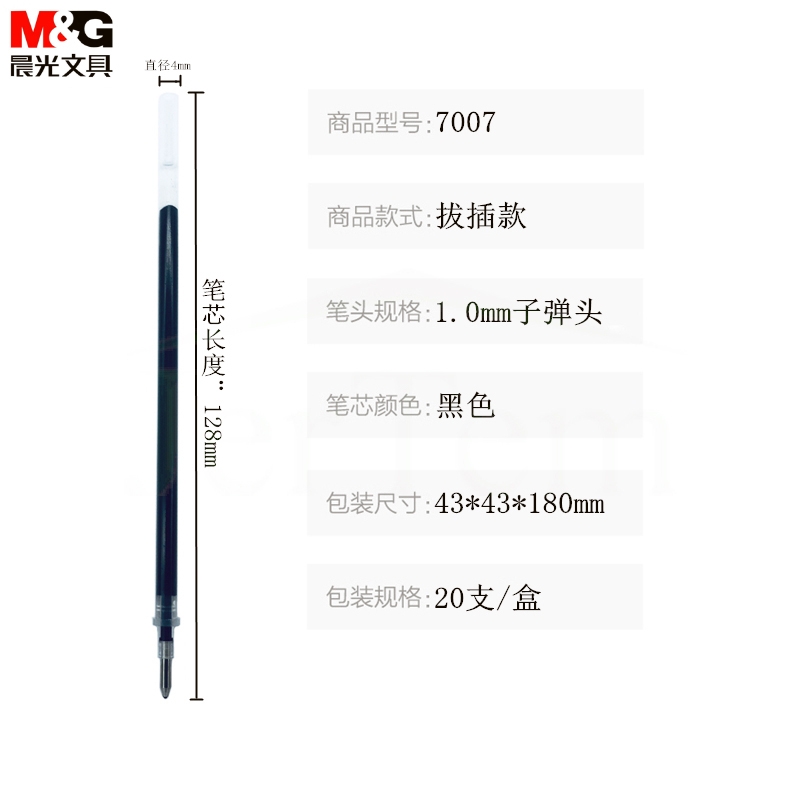 M&G
晨光文具
直径4mm
笔芯长度：128mm
商品型号:7007
商品款式:拔插款
笔头规格:1.0mm子弹头
笔芯颜色:黑色
包装尺寸:43*43*180mm
包装规格:20支/盒